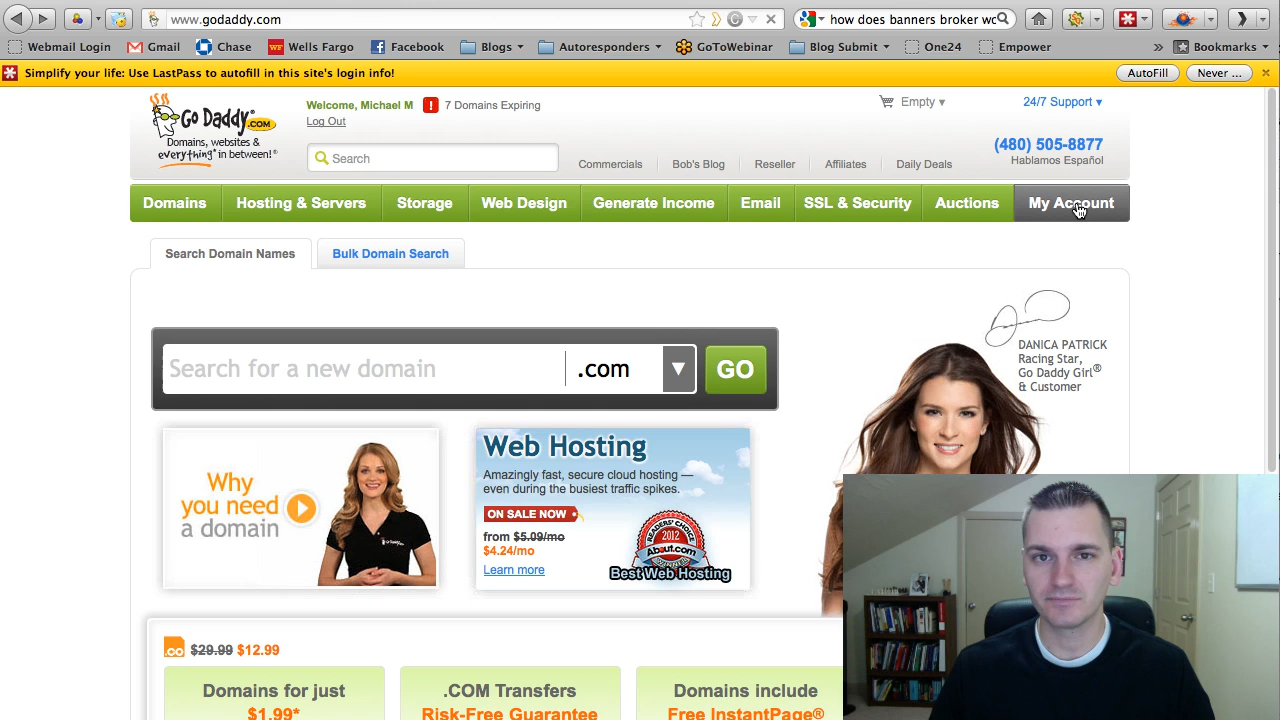 www.godaddy.com
how does banners broker wo
Webmail Login
Gmail
Chase
Wells Fargo
Facebook
Blogs
Autoresponders
GoToWebinar
Blog Submit
One24
Empower
»
Bookmarks
Simplify your life: Use LastPass to autofill in this site's login info!
AutoFill
Never ...
Go Daddy®
.COM
Domains, websites &
everything® in between!®
Welcome, Michael M
! 7 Domains Expiring
Log Out
Empty
24/7 Support
Search
Commercials
Bob's Blog
Reseller
Affiliates
Daily Deals
(480) 505-8877
Hablamos Español
Domains
Hosting & Servers
Storage
Web Design
Generate Income
Email
SSL & Security
Auctions
My Account
Search Domain Names
Bulk Domain Search
Search for a new domain
.com
GO
DANICA PATRICK
Racing Star,
Go Daddy Girl®
& Customer
Why
you need
a domain
Web Hosting
Amazingly fast, secure cloud hosting —
even during the busiest traffic spikes.
ON SALE NOW
from $5.09/mo
$4.24/mo
Learn more
READERS' CHOICE
2012
About.com
Best Web Hosting
.co
$29.99 $12.99
Domains for just
$1.99*
.COM Transfers
Risk-Free Guarantee
Domains include
Free InstantPage®